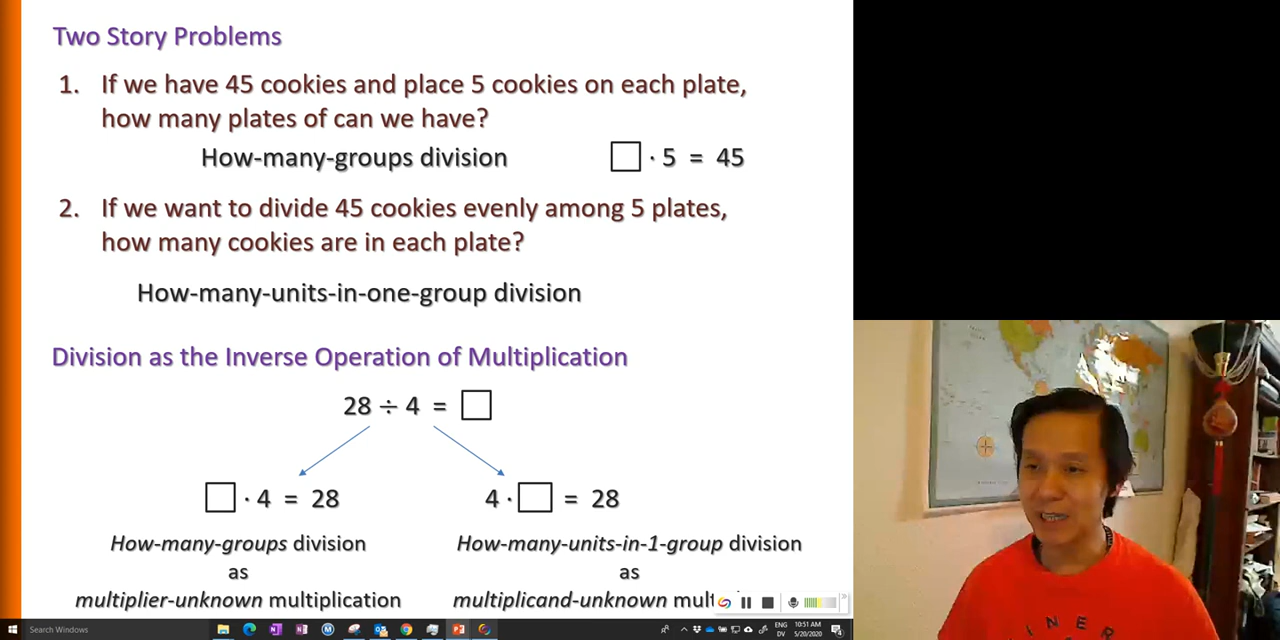 Two Story Problems
1. If we have 45 cookies and place 5 cookies on each plate,
how many plates of can we have?
How-many-groups division □ · 5 = 45
2. If we want to divide 45 cookies evenly among 5 plates,
how many cookies are in each plate?
How-many-units-in-one-group division
Division as the Inverse Operation of Multiplication
28 ÷ 4 = □
□ · 4 = 28 4 · □ = 28
How-many-groups division How-many-units-in-1-group division
as as
multiplier-unknown multiplication multiplicand-unknown
INER
Search Windows
ENG 10:51 AM
DV 5/20/2020